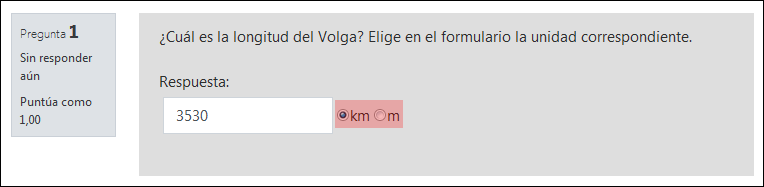 Pregunta 1
Sin responder
aún
Puntúa como
1,00
¿Cuál es la longitud del Volga? Elige en el formulario la unidad correspondiente.
Respuesta:
3530 km m